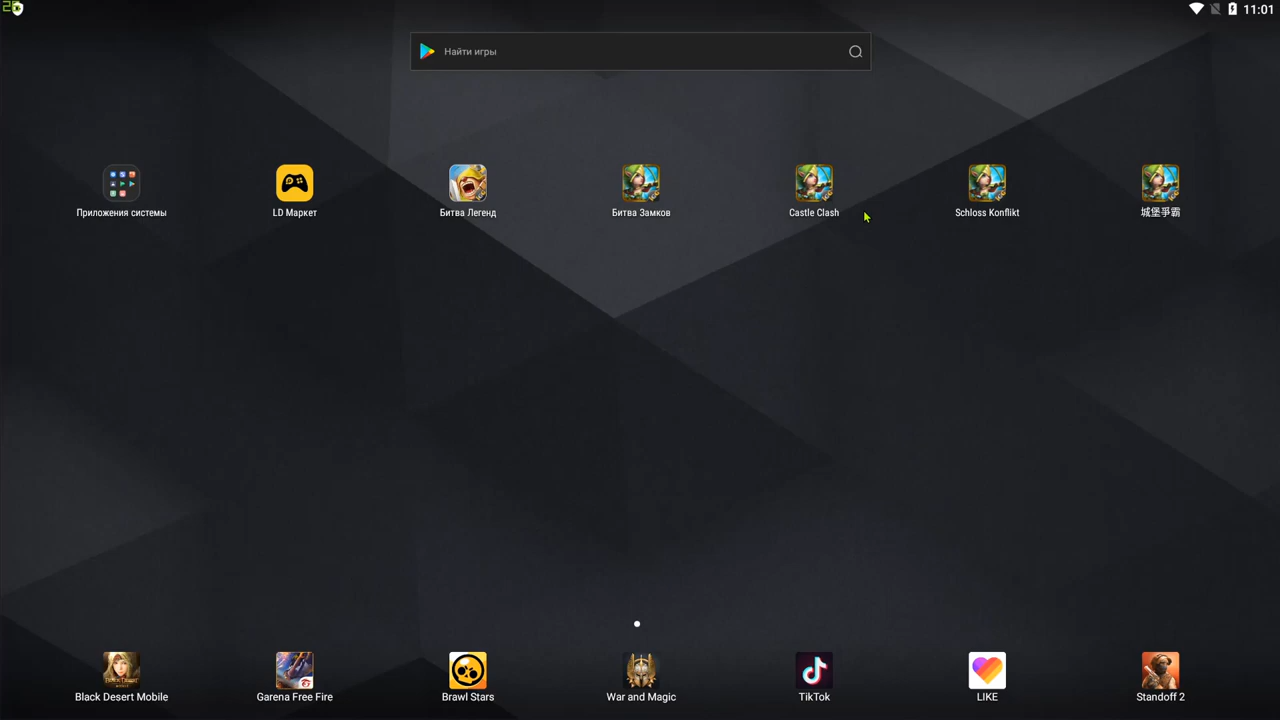 11:01
Найти игры
Приложения системы
LD Маркет
Битва Легенд
Битва Замков
Castle Clash
Schloss Konflikt
城堡爭霸
Black Desert Mobile
Garena Free Fire
Brawl Stars
War and Magic
TikTok
LIKE
Standoff 2